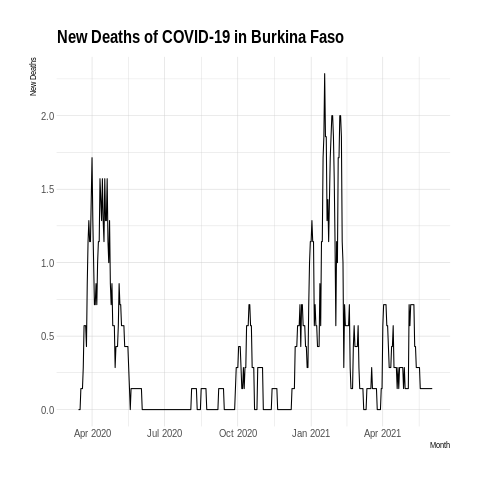 New Deaths of COVID-19 in Burkina Faso
New Deaths
2.0
1.5
1.0
0.5
0.0
Apr 2020 Jul 2020 Oct 2020 Jan 2021 Apr 2021
Month